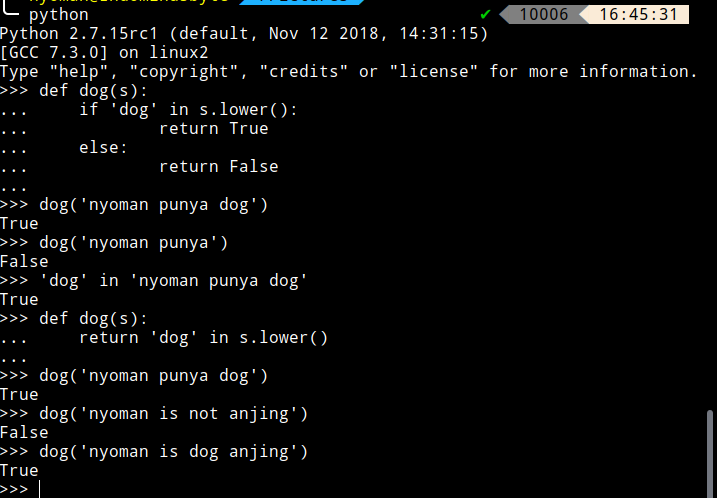 python ✔ 10006 16:45:31
Python 2.7.15rc1 (default, Nov 12 2018, 14:31:15)
[GCC 7.3.0] on linux2
Type "help", "copyright", "credits" or "license" for more information.
>>> def dog(s):
...     if 'dog' in s.lower():
...             return True
...     else:
...             return False
...
>>> dog('nyoman punya dog')
True
>>> dog('nyoman punya')
False
>>> 'dog' in 'nyoman punya dog'
True
>>> def dog(s):
...     return 'dog' in s.lower()
...
>>> dog('nyoman punya dog')
True
>>> dog('nyoman is not anjing')
False
>>> dog('nyoman is dog anjing')
True
>>>